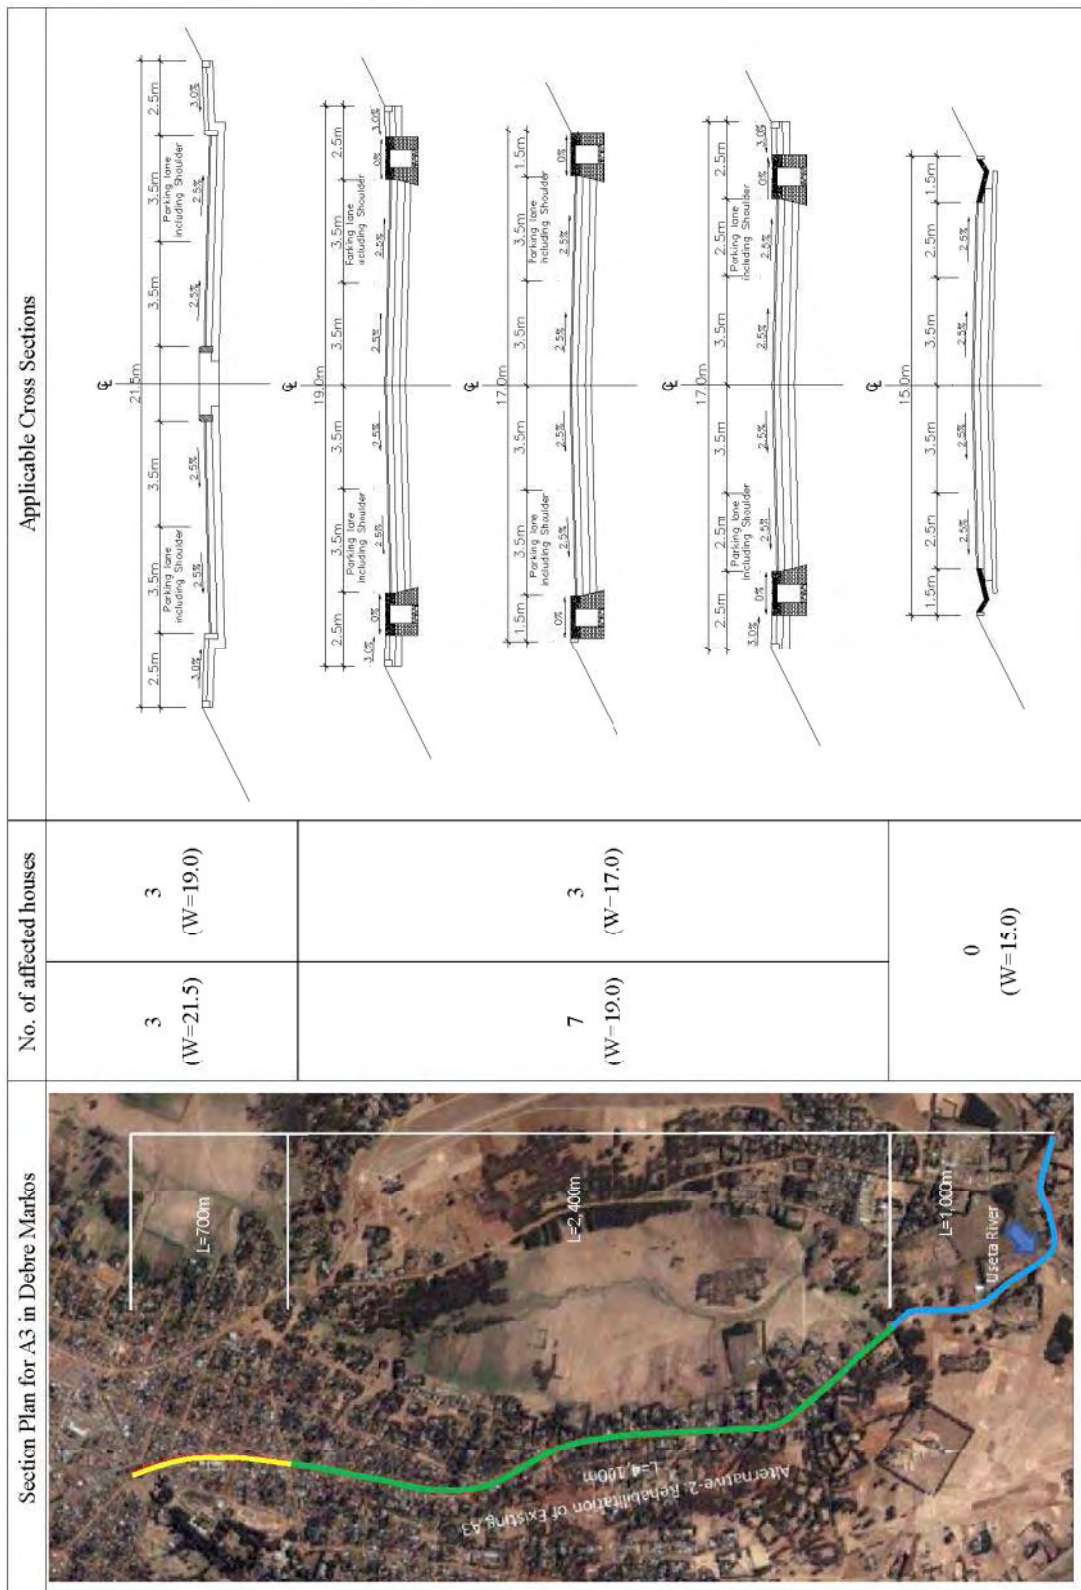 Section Plan for A3 in Debre Markos
No. of affected houses
Applicable Cross Sections
L=700m
L=2,400m
L=1,000m
Useta River
Alternative-2: Rehabilitation of Existing A3
L=4,100m
3
(W=21.5)
3
(W=19.0)
7
(W=19.0)
3
(W=17.0)
0
(W=15.0)
21.5m
2.5m
3.5m
3.5m
3.5m
3.5m
2.5m
Parking lane
including Shoulder
Parking lane
including Shoulder
3.0%
2.5%
2.5%
2.5%
2.5%
3.0%
CL
19.0m
2.5m
3.5m
3.5m
3.5m
3.5m
2.5m
Parking lane
including Shoulder
Parking lane
including Shoulder
3.0%
0%
2.5%
2.5%
2.5%
2.5%
0%
3.0%
CL
17.0m
1.5m
3.5m
3.5m
3.5m
3.5m
1.5m
Parking lane
including Shoulder
Parking lane
including Shoulder
0%
2.5%
2.5%
2.5%
2.5%
0%
CL
17.0m
2.5m
2.5m
3.5m
3.5m
2.5m
2.5m
Parking lane
including Shoulder
Parking lane
including Shoulder
3.0%
0%
2.5%
2.5%
2.5%
2.5%
0%
3.0%
CL
15.0m
1.5m
2.5m
3.5m
3.5m
2.5m
1.5m
2.5%
2.5%
2.5%
2.5%
CL